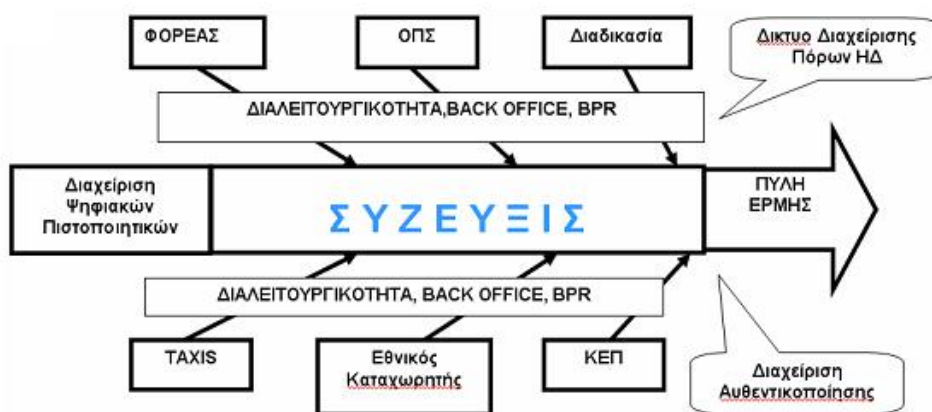 ΦΟΡΕΑΣ
ΟΠΣ
Διαδικασία
Δικτυο Διαχείρισης
Πόρων ΗΔ
ΔΙΑΛΕΙΤΟΥΡΓΙΚΟΤΗΤΑ,BACK OFFICE, BPR
Διαχείριση
Ψηφιακών
Πιστοποιητικών
ΣΥΖΕΥΞΙΣ
ΠΥΛΗ
ΕΡΜΗΣ
ΔΙΑΛΕΙΤΟΥΡΓΙΚΟΤΗΤΑ, BACK OFFICE, BPR
TAXIS
Εθνικός
Καταχωρητής
ΚΕΠ
Διαχείριση
Αυθεντικοποίησης